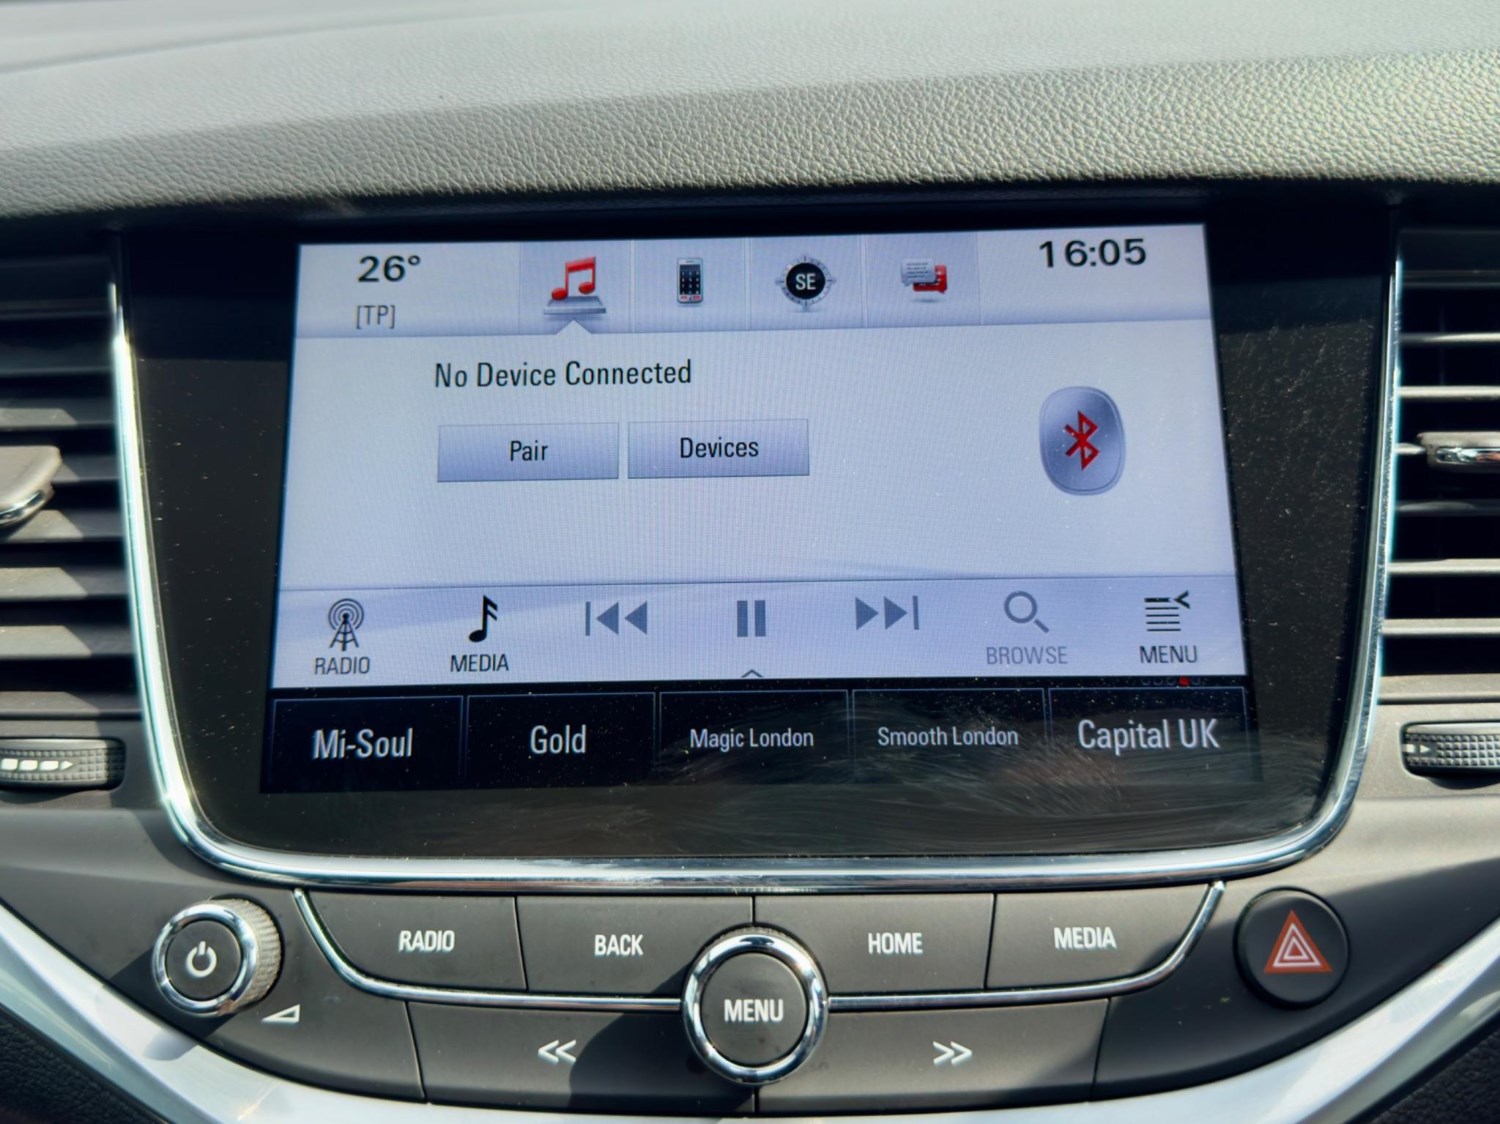 26°
[TP]
SE
16:05
No Device Connected
Pair
Devices
RADIO
MEDIA
BROWSE
MENU
Mi-Soul
Gold
Magic London
Smooth London
Capital UK
RADIO
BACK
HOME
MEDIA
MENU